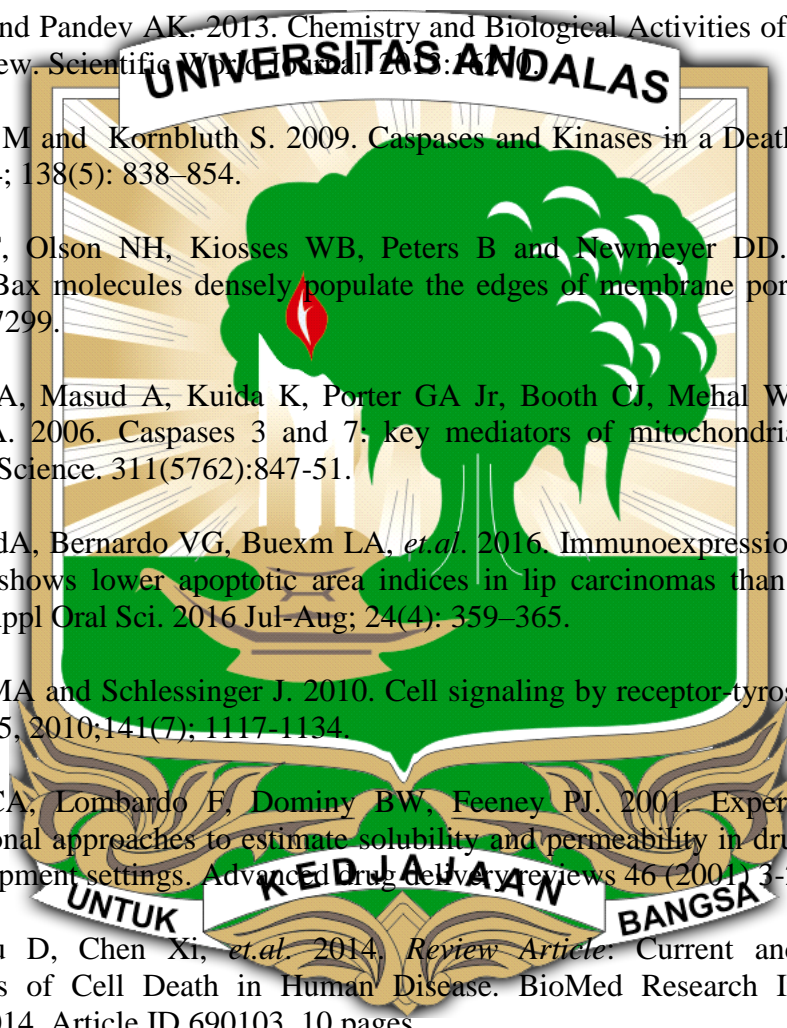 nd Pandey AK. 2013. Chemistry and Biological Activities of
ew. Scientific World Journal. 2013:16270.
UNIVERSITAS ANDALAS
M and Kornbluth S. 2009. Caspases and Kinases in a Death
; 138(5): 838–854.
, Olson NH, Kiosses WB, Peters B and Newmeyer DD.
Bax molecules densely populate the edges of membrane por
7299.
A, Masud A, Kuida K, Porter GA Jr, Booth CJ, Mehal W
A. 2006. Caspases 3 and 7: key mediators of mitochondria
Science. 311(5762):847-51.
dA, Bernardo VG, Buexm LA, et.al. 2016. Immunoexpressio
shows lower apoptotic area indices in lip carcinomas than
ppl Oral Sci. 2016 Jul-Aug; 24(4): 359–365.
MA and Schlessinger J. 2010. Cell signaling by receptor-tyros
5, 2010;141(7); 1117-1134.
CA, Lombardo F, Dominy BW, Feeney PJ. 2001. Exper
onal approaches to estimate solubility and permeability in dru
pment settings. Advanced drug delivery reviews 46 (2001) 3-
UNTUK KEDJAJAAN BANGSA
u D, Chen Xi, et.al. 2014. Review Article: Current and
s of Cell Death in Human Disease. BioMed Research I
014, Article ID 690103, 10 pages